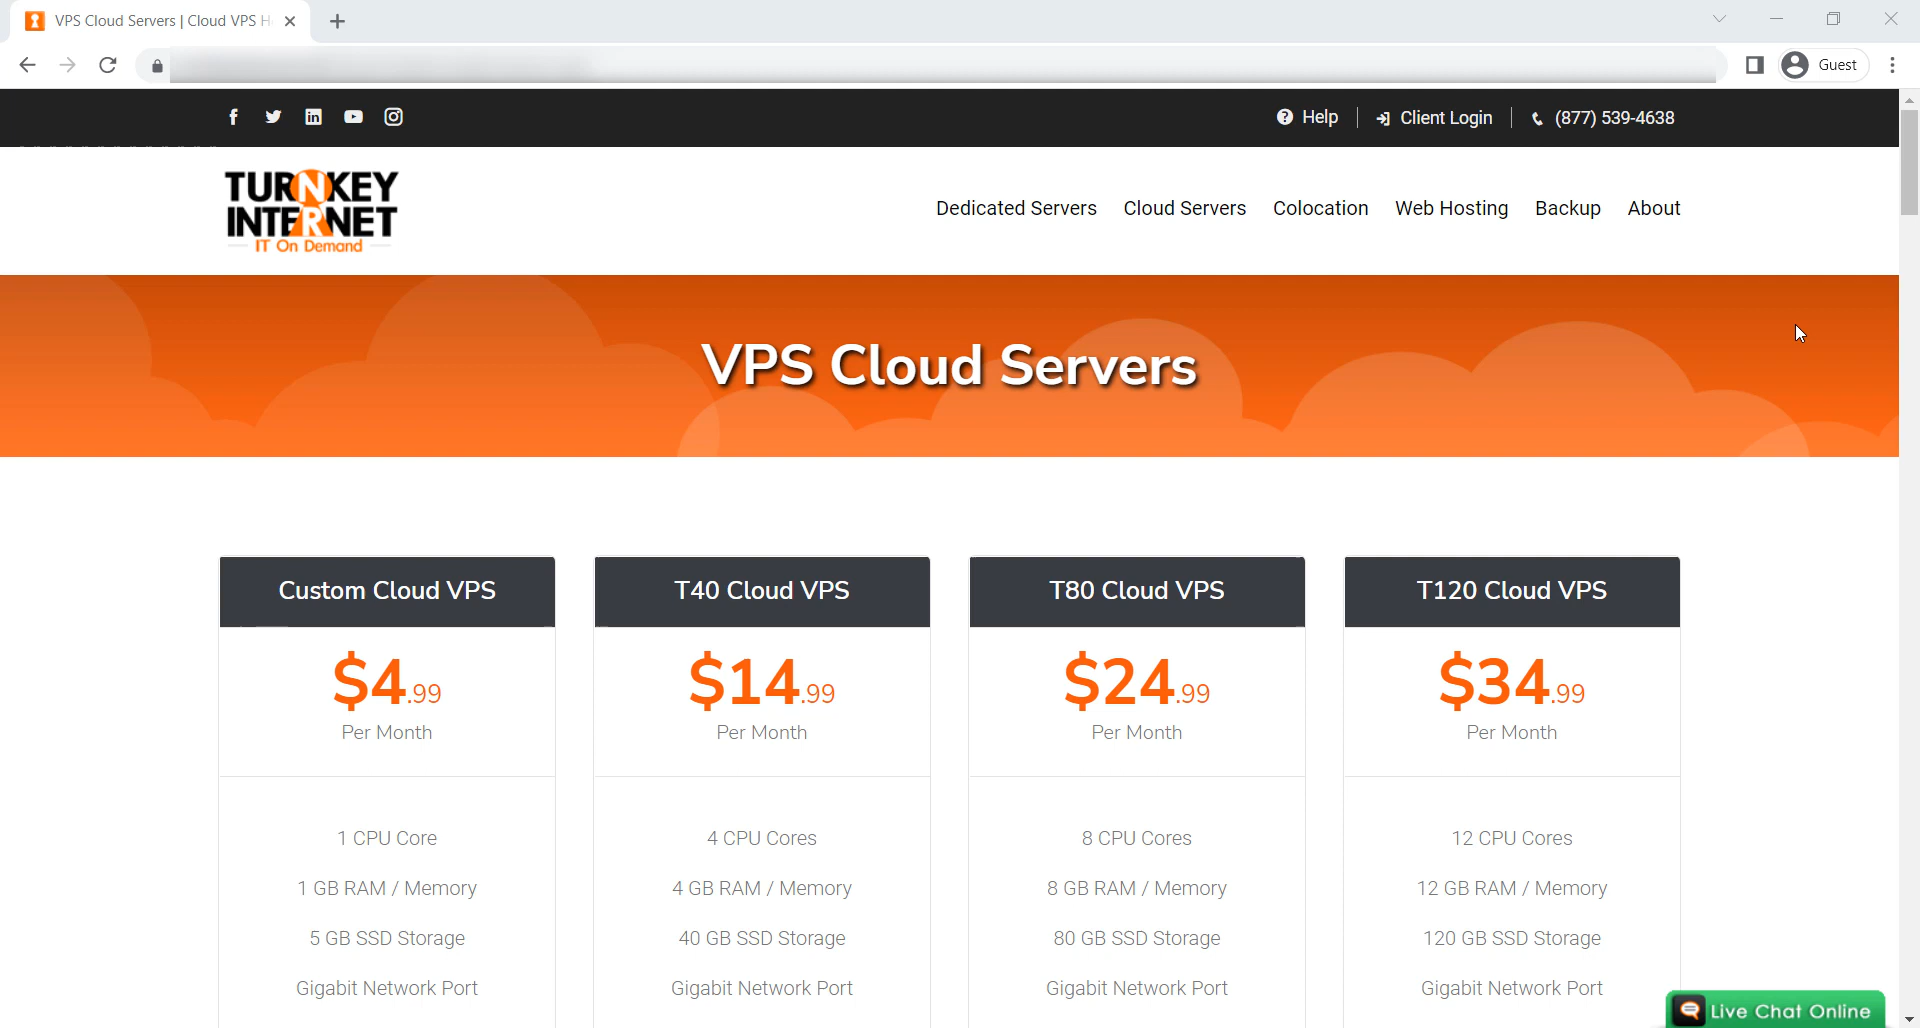 VPS Cloud Servers | Cloud VPS H
Guest
Help
Client Login
(877) 539-4638
TURNKEY
INTERNET
IT On Demand
Dedicated Servers
Cloud Servers
Colocation
Web Hosting
Backup
About
VPS Cloud Servers
Custom Cloud VPS
$4.99
Per Month
1 CPU Core
1 GB RAM / Memory
5 GB SSD Storage
Gigabit Network Port
T40 Cloud VPS
$14.99
Per Month
4 CPU Cores
4 GB RAM / Memory
40 GB SSD Storage
Gigabit Network Port
T80 Cloud VPS
$24.99
Per Month
8 CPU Cores
8 GB RAM / Memory
80 GB SSD Storage
Gigabit Network Port
T120 Cloud VPS
$34.99
Per Month
12 CPU Cores
12 GB RAM / Memory
120 GB SSD Storage
Gigabit Network Port
Live Chat Online